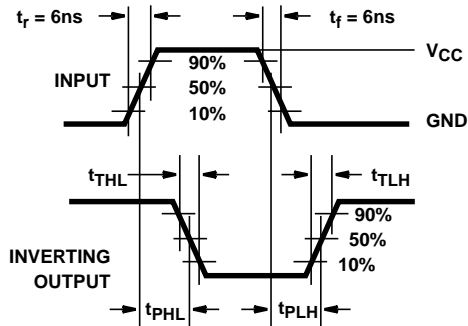 tr = 6ns
tf = 6ns
VCC
90%
INPUT
50%
10%
GND
tTHL
tTLH
90%
50%
INVERTING
10%
OUTPUT
tPHL
tPLH